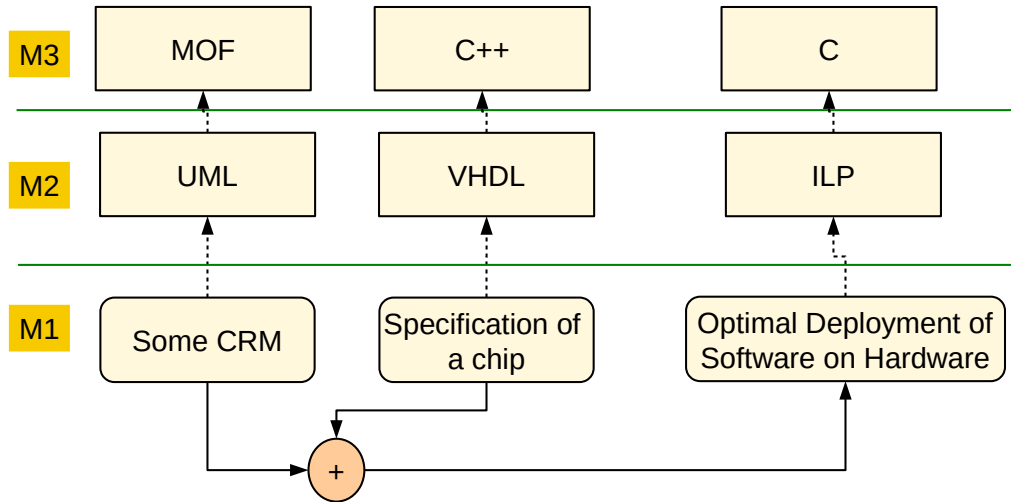 M3
MOF
C++
C
M2
UML
VHDL
ILP
M1
Some CRM
Specification of
a chip
Optimal Deployment of
Software on Hardware
+